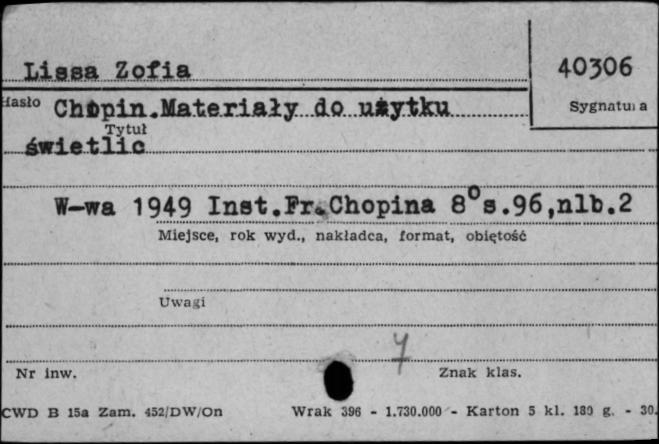 Lissa Zofia
40306
Hasło
Chopin.Materiały do użytku
Sygnatura
Tytuł
świetlic
W-wa 1949 Inst.Fr.Chopina 8° s.96,nlb.2
Miejsce, rok wyd., nakładca, format, objętość
Uwagi
Nr inw.
Znak klas.
CWD B 15a Zam. 452/DW/On
Wrak 396 - 1.730.000 - Karton 5 kl. 180 g. - 30.